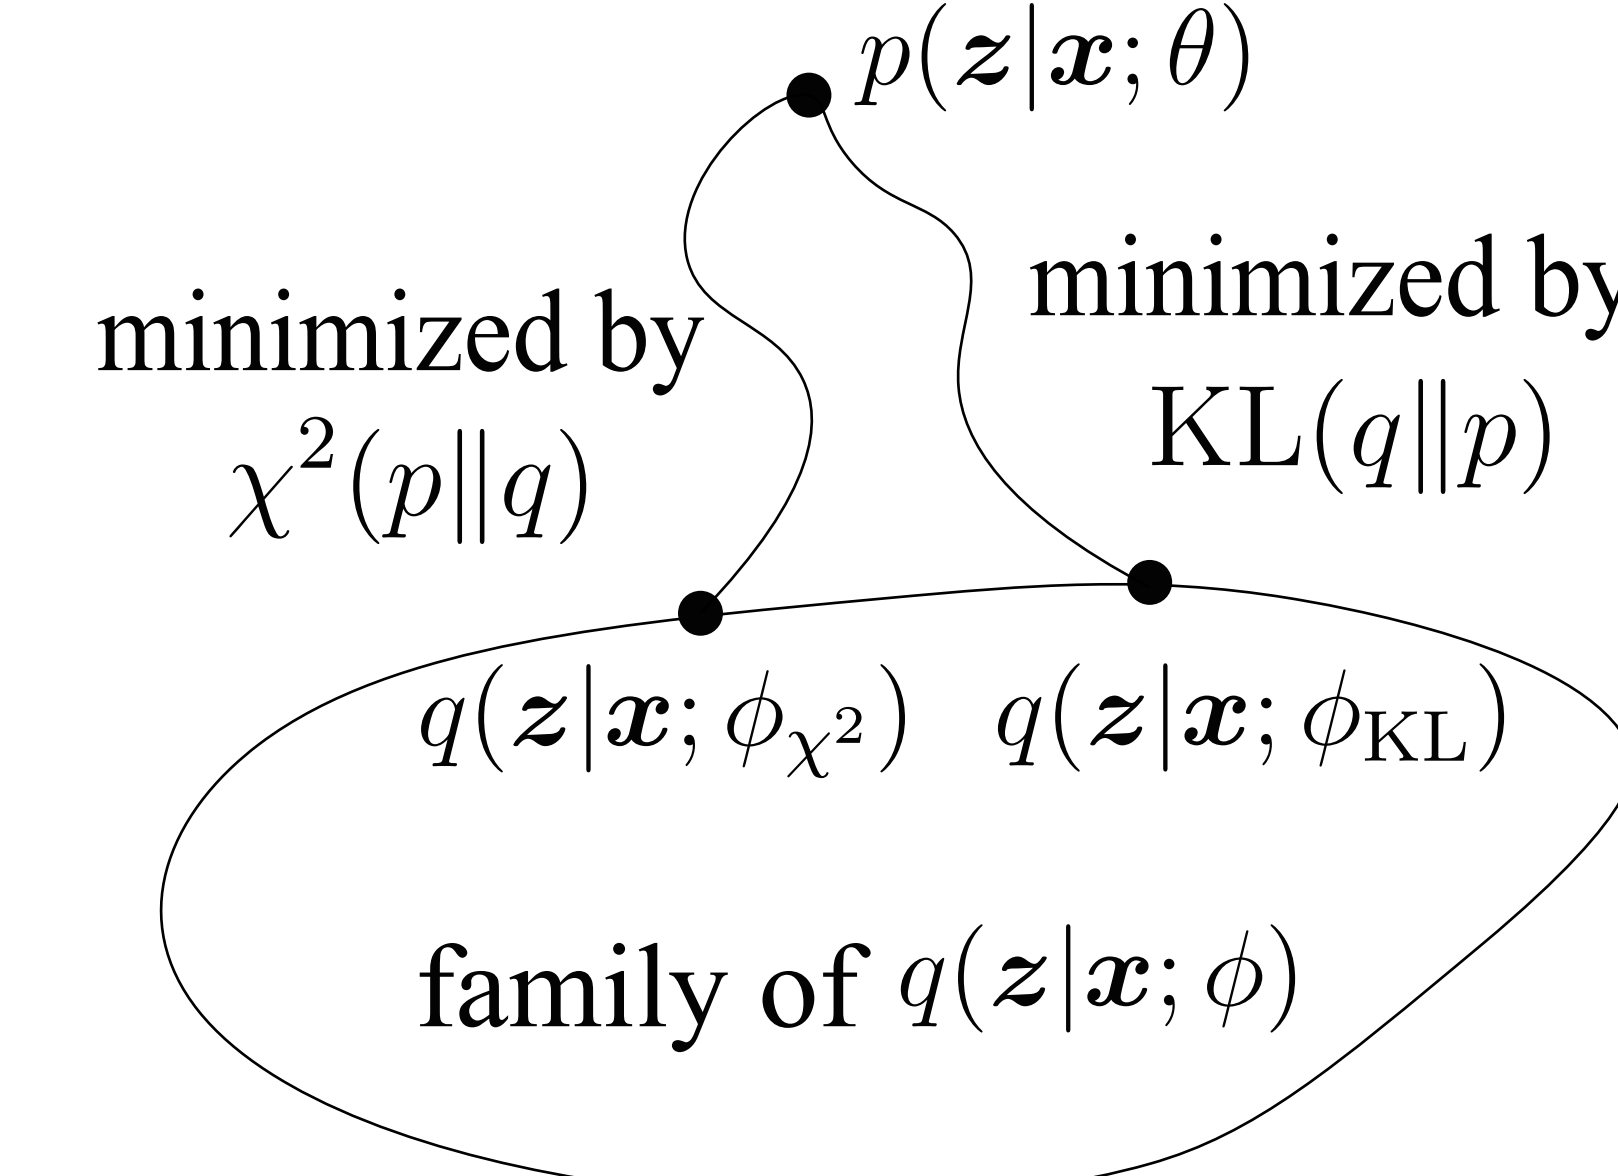 p(z|x; θ)
minimized by
KL(q||p)
minimized by
χ²(p||q)
q(z|x; ϕ_χ²) q(z|x; ϕ_KL)
family of q(z|x; ϕ)